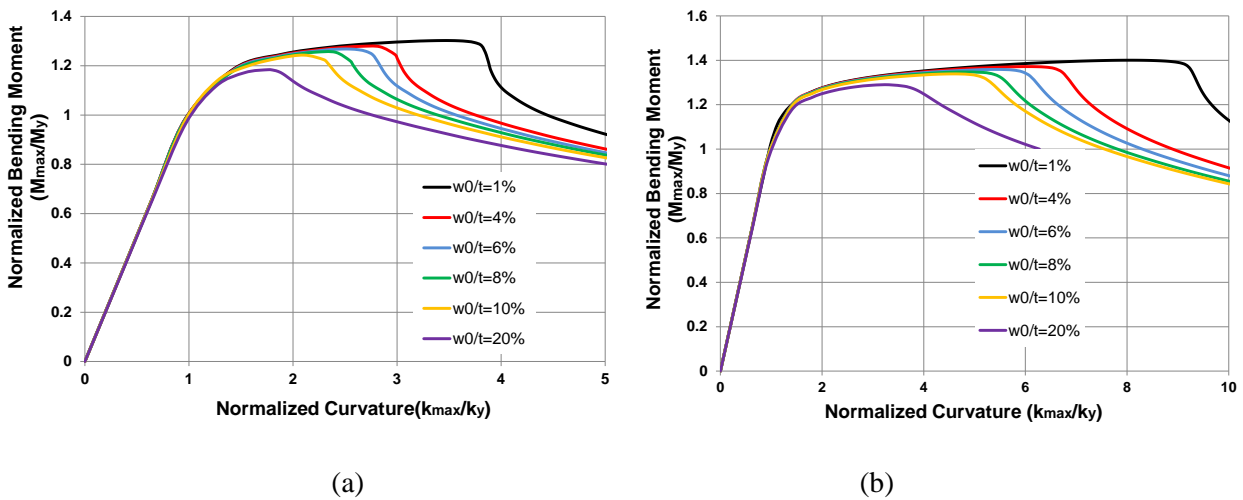 Normalized Bending Moment
(Mmax/My)
1.4
1.2
1
0.8
0.6
0.4
0.2
0
0 1 2 3 4 5
Normalized Curvature(kmax/ky)
w0/t=1%
w0/t=4%
w0/t=6%
w0/t=8%
w0/t=10%
w0/t=20%
(a)
Normalized Bending Moment
(Mmax/My)
1.6
1.4
1.2
1
0.8
0.6
0.4
0.2
0
0 2 4 6 8 10
Normalized Curvature (kmax/ky)
w0/t=1%
w0/t=4%
w0/t=6%
w0/t=8%
w0/t=10%
w0/t=20%
(b)